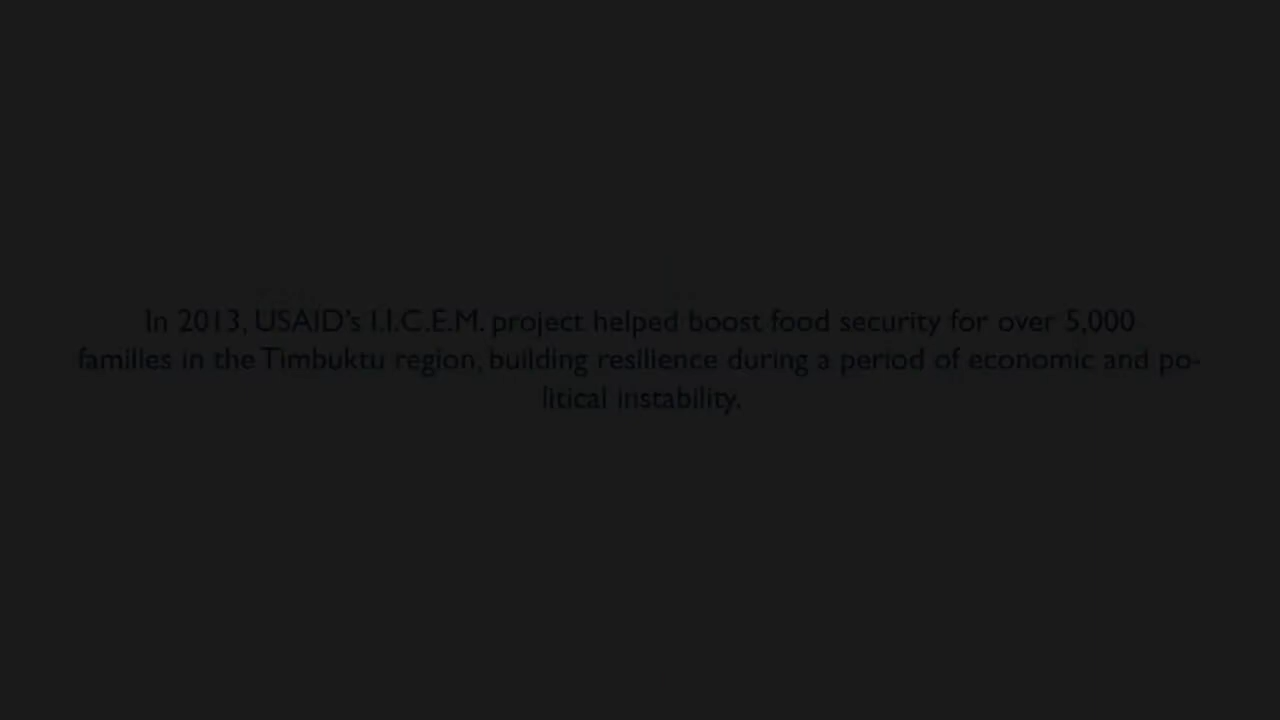 In 2013, USAID's I.I.C.E.M. project helped boost food security for over 5,000
families in the Timbuktu region, building resilience during a period of economic and po-
litical instability.